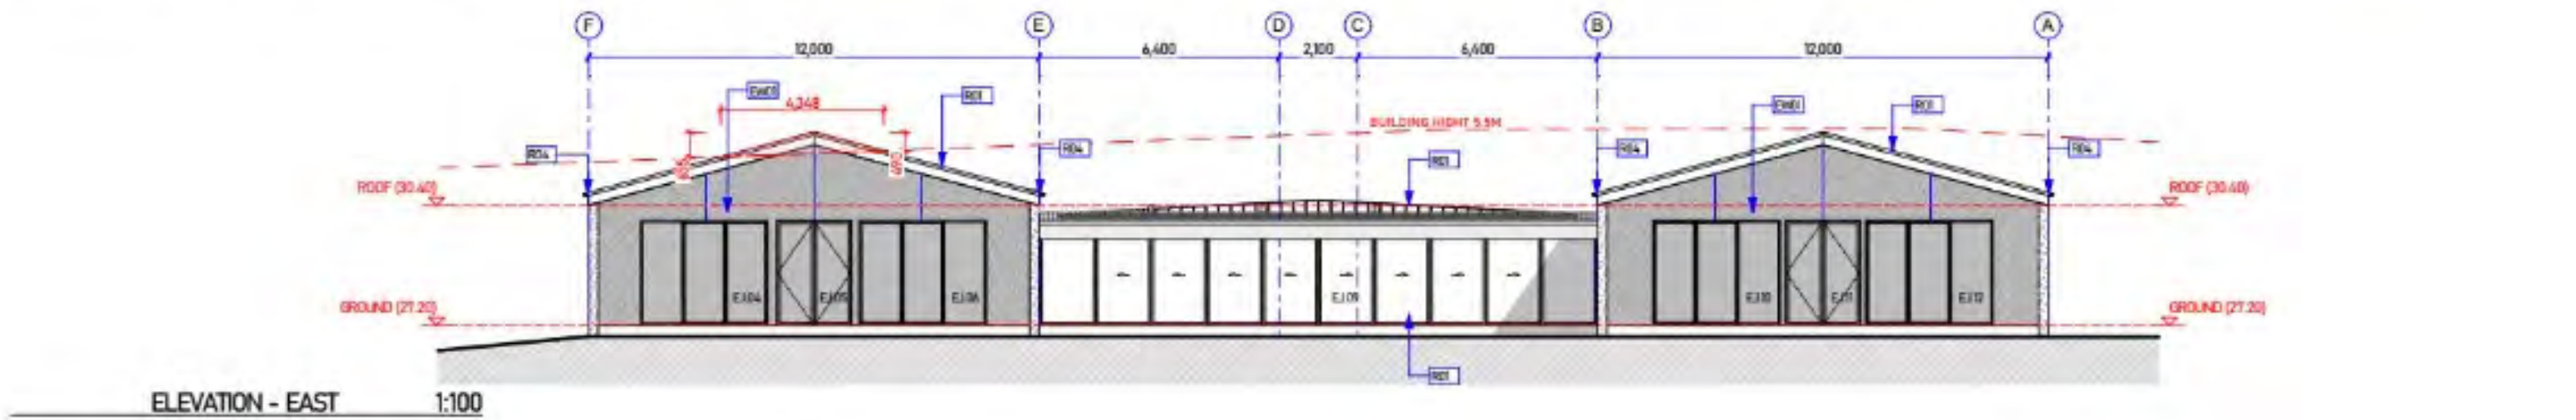 F E D C B A
12,000 6,400 2,100 6,400 12,000
EW01 R01 EW01 R01
4,348
BUILDING HIGHT 5.5M
R04 R04 R04 R04
R01
690
ROOF (30.40) ROOF (30.40)
EJ04 EJ05 EJ06 EJ09 EJ10 EJ11 EJ12
GROUND (27.20) GROUND (27.20)
R01
ELEVATION - EAST 1:100